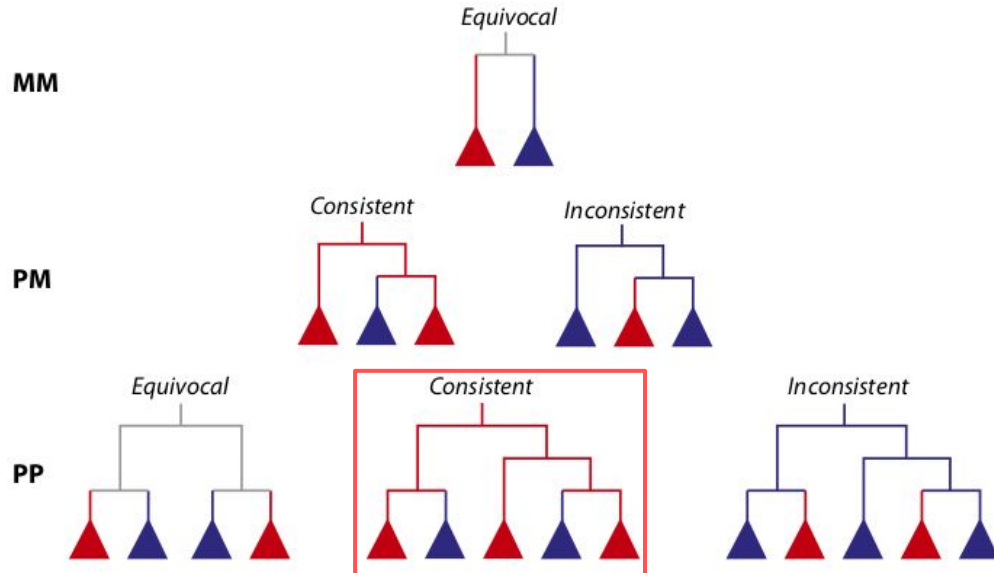 Equivocal
MM
Consistent Inconsistent
PM
Equivocal Consistent Inconsistent
PP